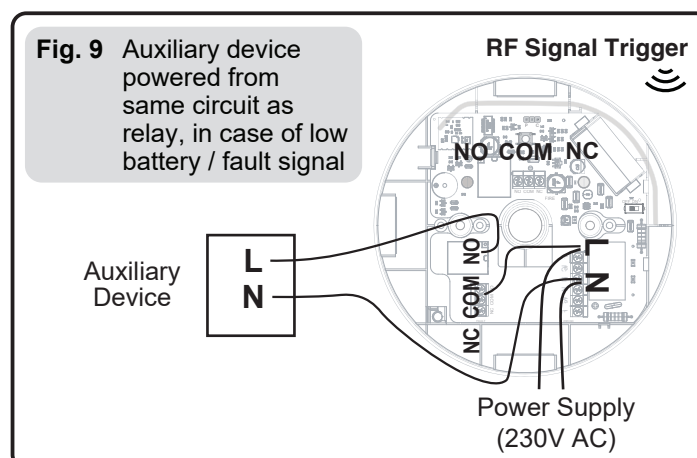 Fig. 9 Auxiliary device
powered from
same circuit as
relay, in case of low
battery / fault signal
RF Signal Trigger
NO COM NC
Auxiliary
Device
L
N
NC COM NO
L
N
Power Supply
(230V AC)